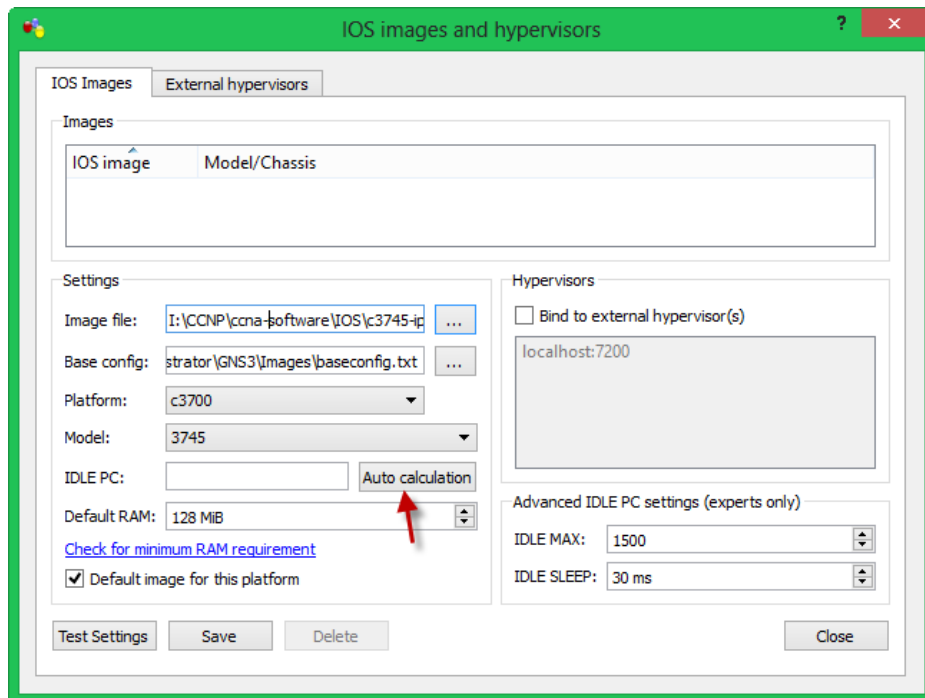 IOS images and hypervisors
?
IOS Images
External hypervisors
Images
IOS image
Model/Chassis
Settings
Image file:
I:\CCNP\ccna-software\IOS\c3745-ip
...
Base config:
strator\GNS3\Images\baseconfig.txt
...
Platform:
c3700
Model:
3745
IDLE PC:
Auto calculation
Default RAM:
128 MiB
Check for minimum RAM requirement
Default image for this platform
Hypervisors
Bind to external hypervisor(s)
localhost:7200
Advanced IDLE PC settings (experts only)
IDLE MAX:
1500
IDLE SLEEP:
30 ms
Test Settings
Save
Delete
Close